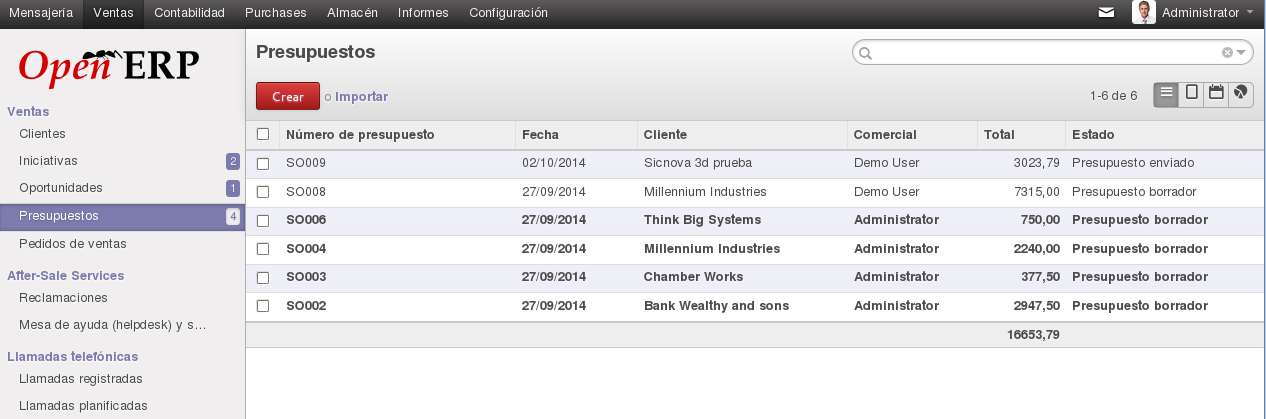 Mensajería Ventas Contabilidad Purchases Almacén Informes Configuración Administrator
Open ERP
Ventas
Clientes
Iniciativas 2
Oportunidades 1
Presupuestos 4
Pedidos de ventas
After-Sale Services
Reclamaciones
Mesa de ayuda (helpdesk) y s...
Llamadas telefónicas
Llamadas registradas
Llamadas planificadas
Presupuestos
Crear o Importar 1-6 de 6
Número de presupuesto Fecha Cliente Comercial Total Estado
SO009 02/10/2014 Sicnova 3d prueba Demo User 3023,79 Presupuesto enviado
SO008 27/09/2014 Millennium Industries Demo User 7315,00 Presupuesto borrador
SO006 27/09/2014 Think Big Systems Administrator 750,00 Presupuesto borrador
SO004 27/09/2014 Millennium Industries Administrator 2240,00 Presupuesto borrador
SO003 27/09/2014 Chamber Works Administrator 377,50 Presupuesto borrador
SO002 27/09/2014 Bank Wealthy and sons Administrator 2947,50 Presupuesto borrador
16653,79